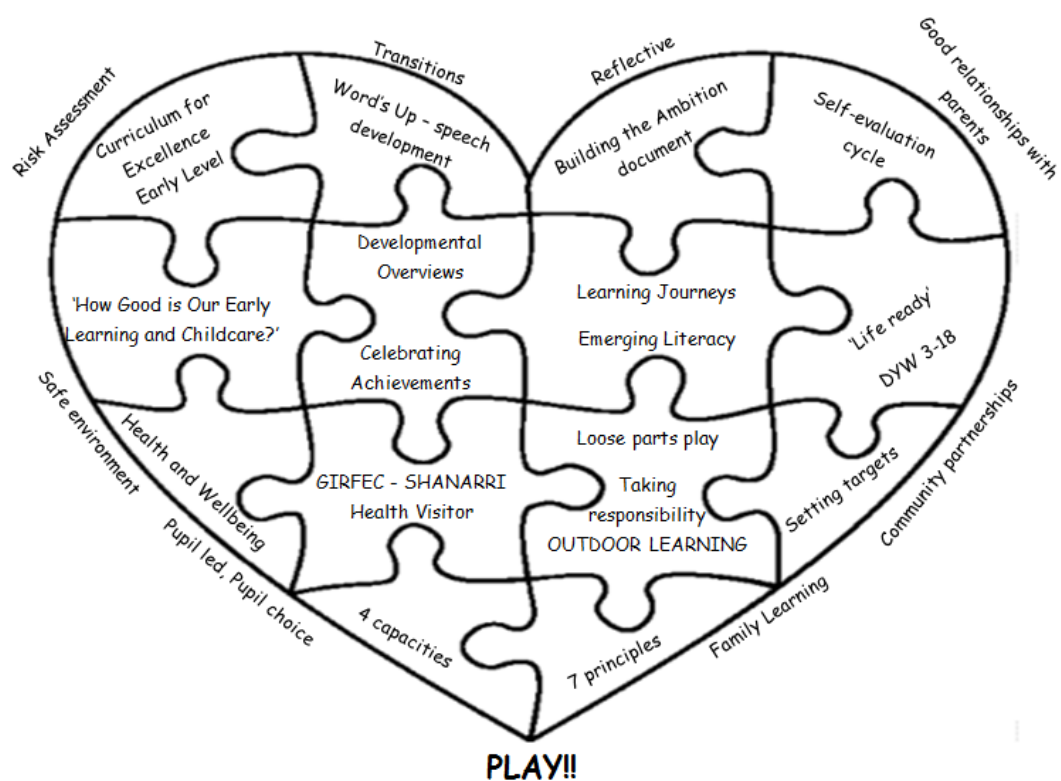 Risk Assessment
Transitions
Reflective
Good relationships with
parents
Curriculum for
Excellence
Early Level
Word's Up - speech
development
Building the Ambition
document
Self-evaluation
cycle
'How Good is Our Early
Learning and Childcare?'
Developmental
Overviews
Celebrating
Achievements
Learning Journeys
Emerging Literacy
'Life ready'
DYW 3-18
Safe environment
Health and Wellbeing
GIRFEC - SHANARRI
Health Visitor
Loose parts play
Taking
responsibility
OUTDOOR LEARNING
Setting targets
Community partnerships
Pupil led, Pupil choice
4 capacities
7 principles
Family Learning
PLAY!!